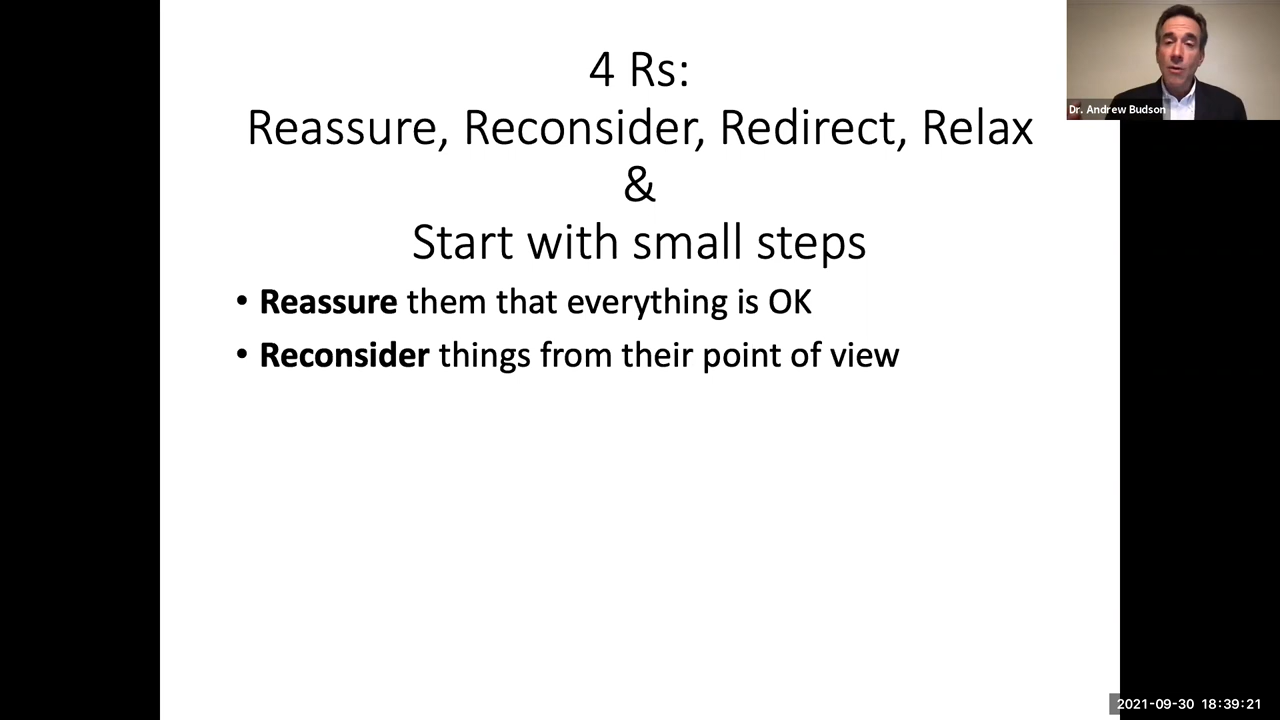 4 Rs:
Reassure, Reconsider, Redirect, Relax
&
Start with small steps
• Reassure them that everything is OK
• Reconsider things from their point of view
Dr. Andrew Budson
2021-09-30 18:39:21